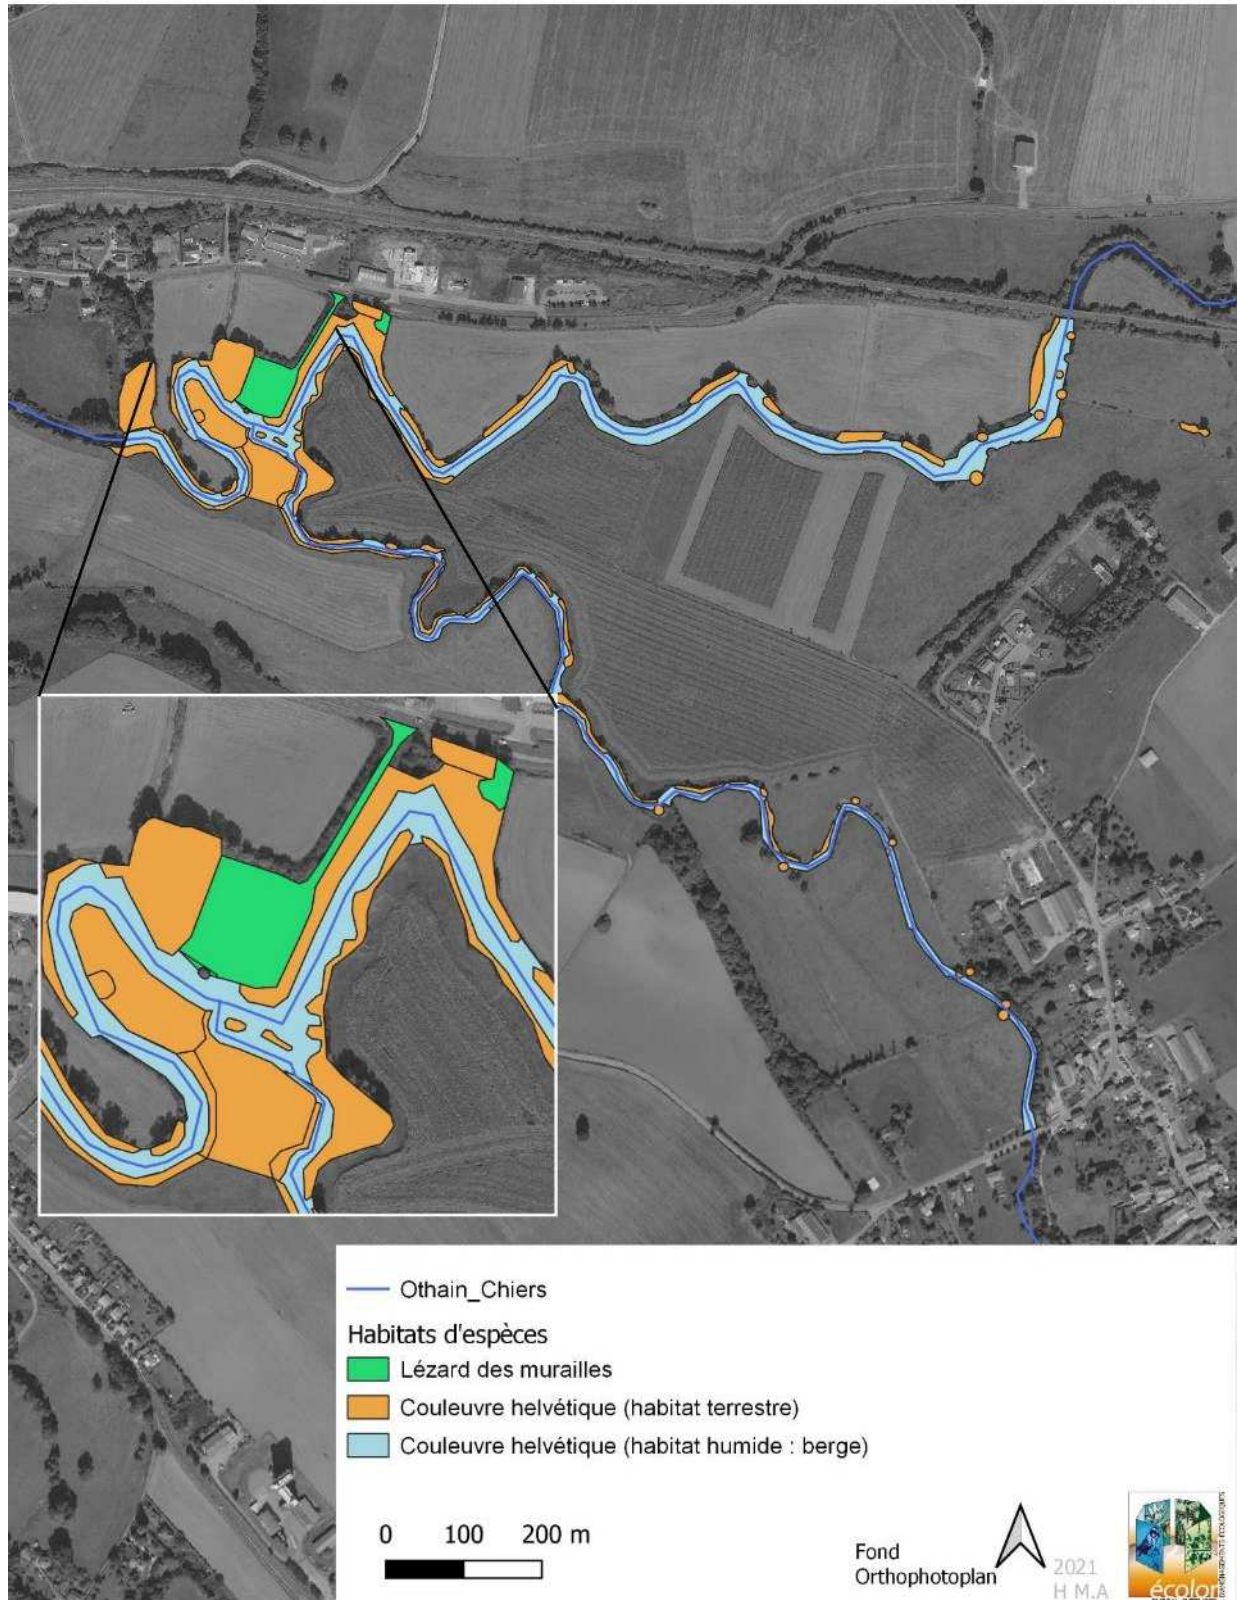 Othain_Chiers
Habitats d'espèces
Lézard des murailles
Couleuvre helvétique (habitat terrestre)
Couleuvre helvétique (habitat humide : berge)
0 100 200 m
Fond
Orthophotoplan
2021
H M.A
écolor